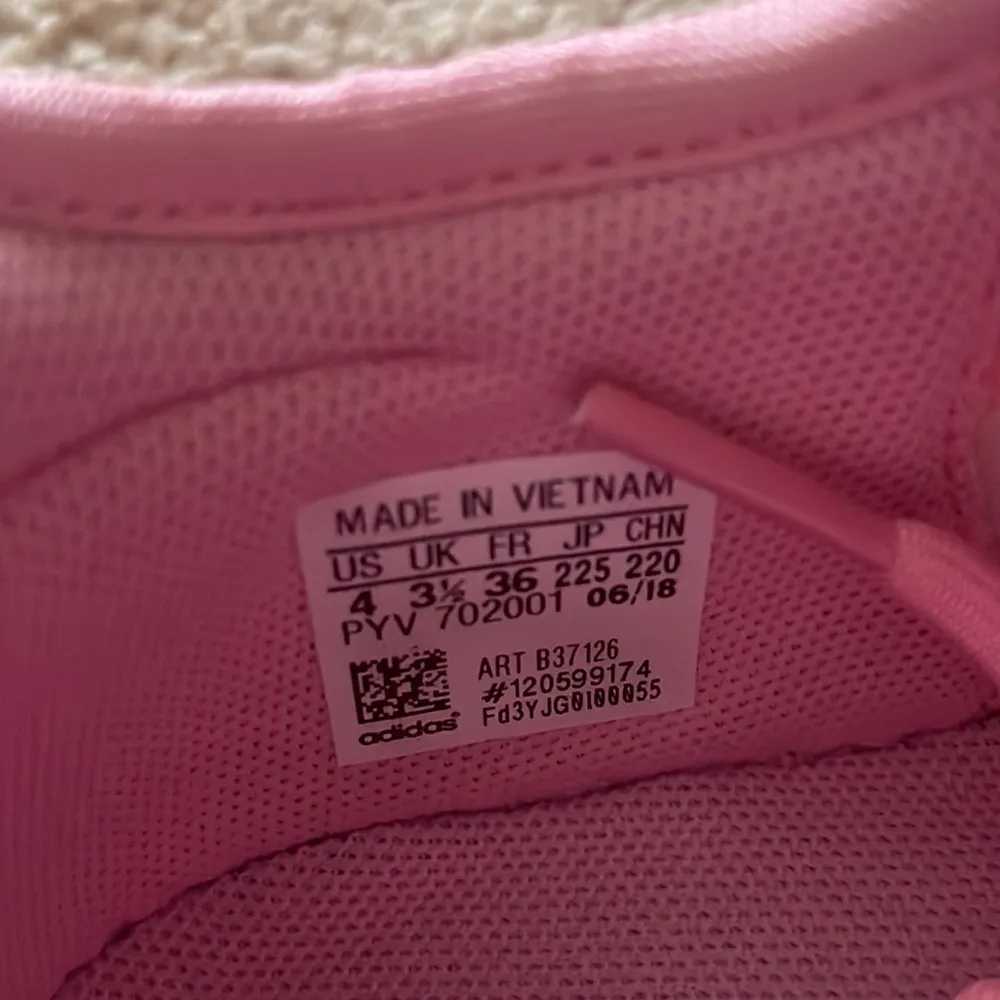 MADE IN VIETNAM
US UK FR JP CHN
4 3½ 36 225 220
PYV 702001 06/18
ART B37126
#120599174
Fd3YJG0I00055
adidas